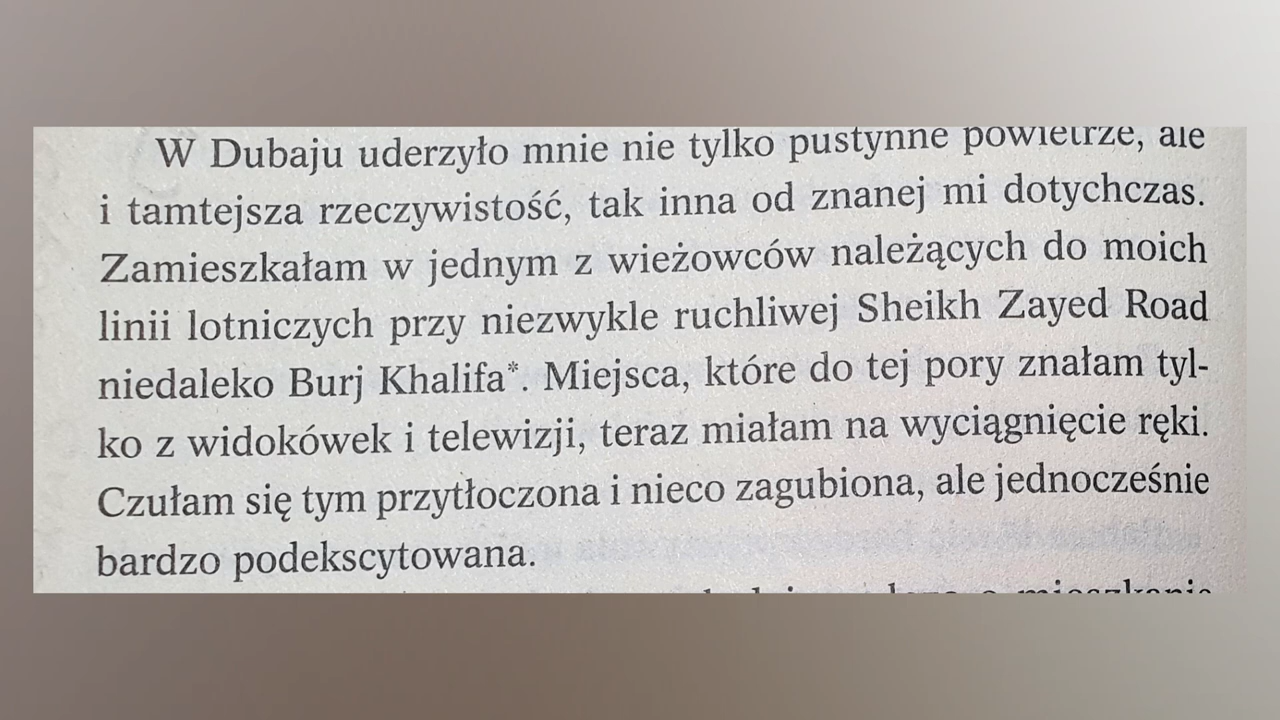 W Dubaju uderzyło mnie nie tylko pustynne powietrze, ale
i tamtejsza rzeczywistość, tak inna od znanej mi dotychczas.
Zamieszkałam w jednym z wieżowców należących do moich
linii lotniczych przy niezwykle ruchliwej Sheikh Zayed Road
niedaleko Burj Khalifa*. Miejsca, które do tej pory znałam tyl-
ko z widokówek i telewizji, teraz miałam na wyciągnięcie ręki.
Czułam się tym przytłoczona i nieco zagubiona, ale jednocześnie
bardzo podekscytowana.